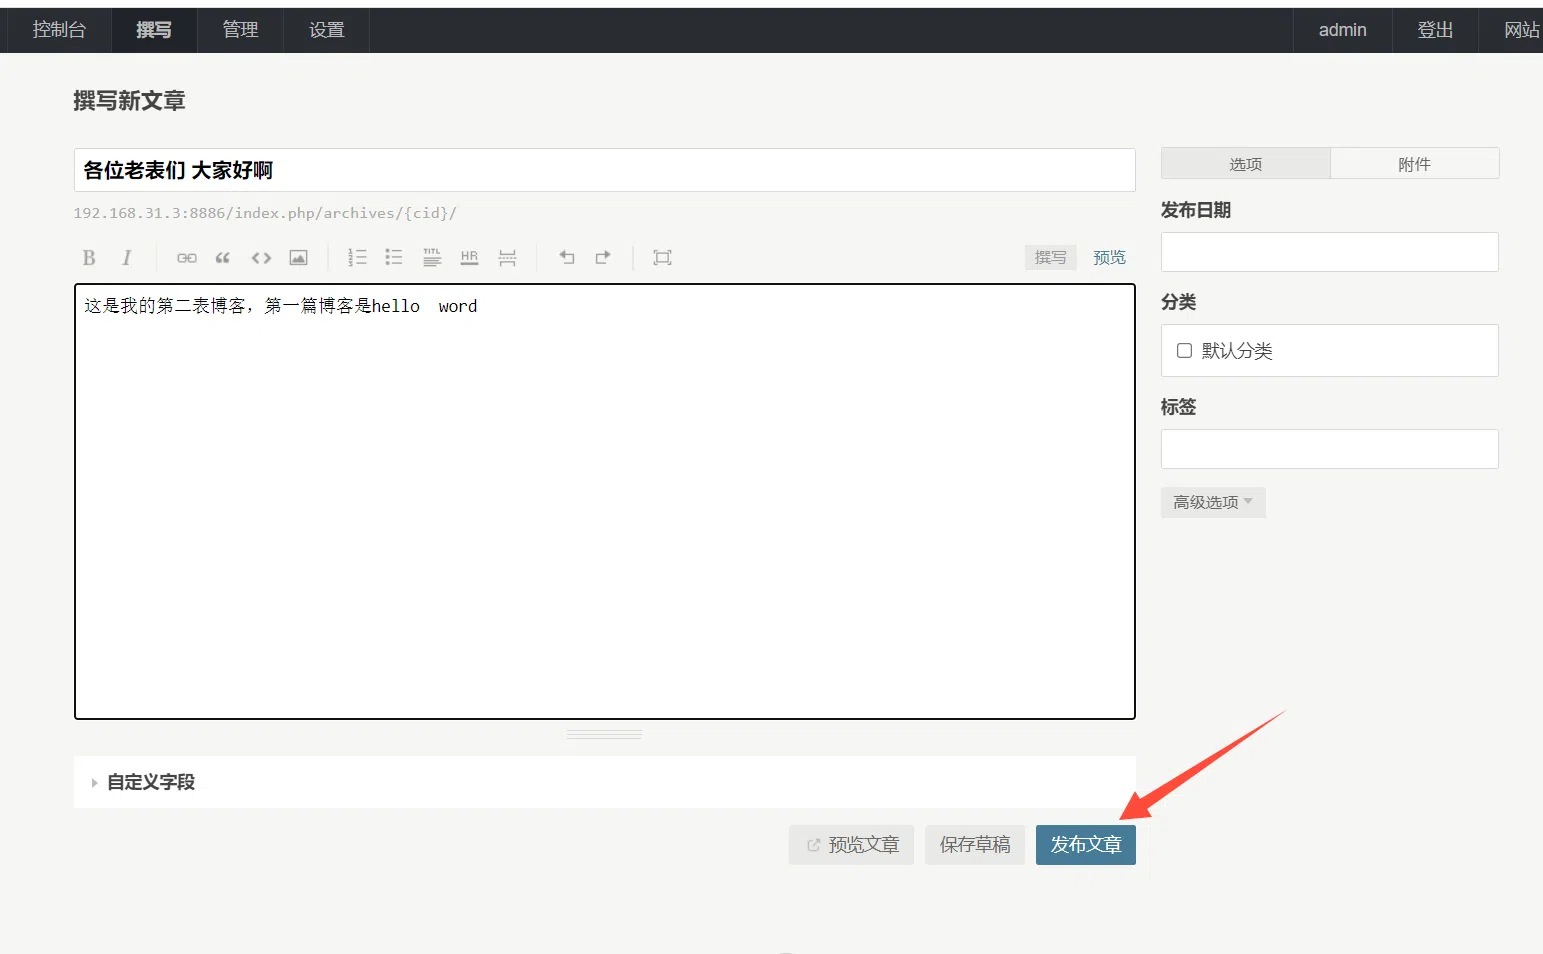 控制台 撰写 管理 设置 admin 登出 网站
撰写新文章
各位老表们 大家好啊
192.168.31.3:8886/index.php/archives/{cid}/
B I TITL HR 撰写 预览
这是我的第二表博客，第一篇博客是hello  word
自定义字段
预览文章 保存草稿 发布文章
选项 附件
发布日期
分类
默认分类
标签
高级选项